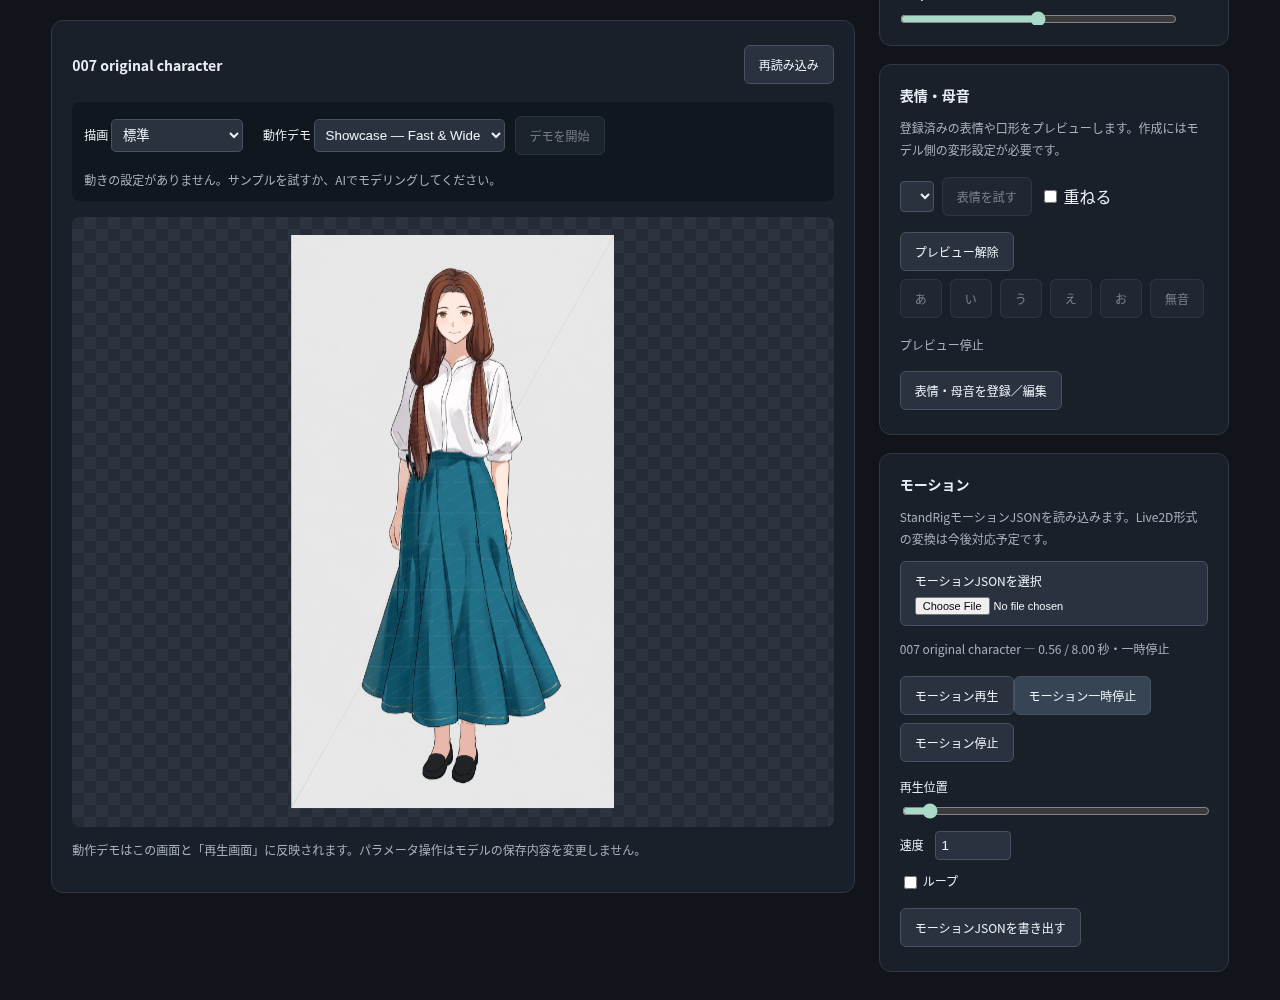 007 original character
再読み込み
描画
標準
動作デモ
Showcase — Fast & Wide
デモを開始
動きの設定がありません。サンプルを試すか、AIでモデリングしてください。
動作デモはこの画面と「再生画面」に反映されます。パラメータ操作はモデルの保存内容を変更しません。
表情・母音
登録済みの表情や口形をプレビューします。作成にはモ
デル側の変形設定が必要です。
表情を試す
重ねる
プレビュー解除
あ
い
う
え
お
無音
プレビュー停止
表情・母音を登録／編集
モーション
StandRigモーションJSONを読み込みます。Live2D形式
の変換は今後対応予定です。
モーションJSONを選択
Choose File No file chosen
007 original character — 0.56 / 8.00 秒・一時停止
モーション再生
モーション一時停止
モーション停止
再生位置
速度
1
ループ
モーションJSONを書き出す